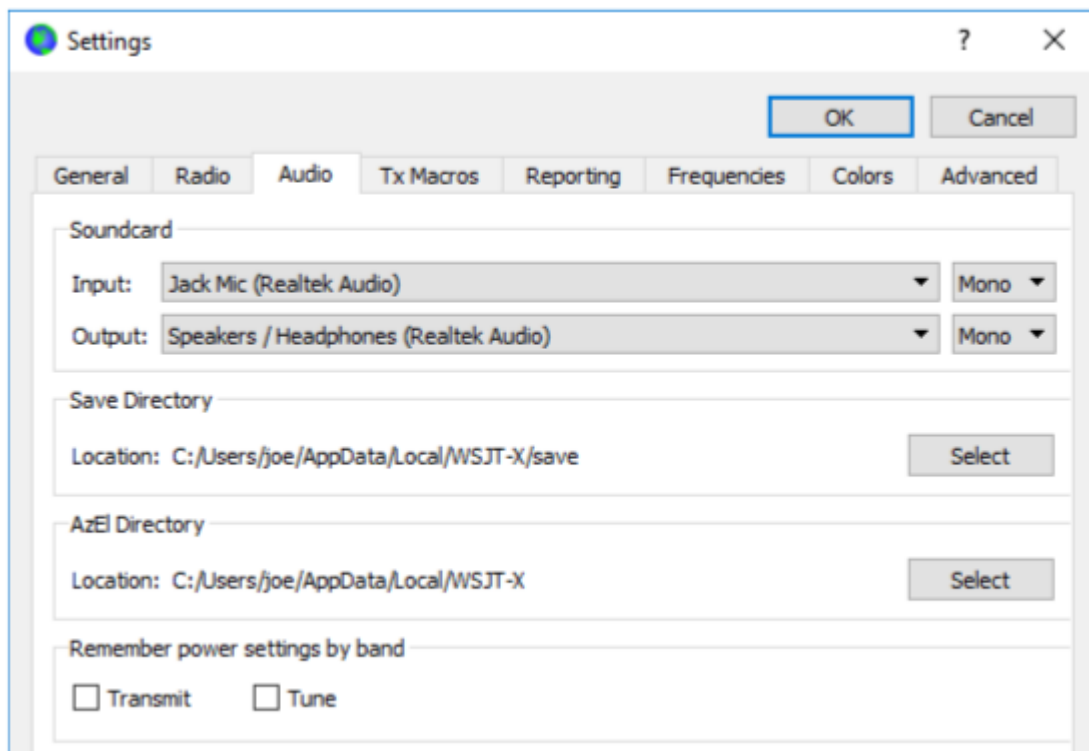 Settings ? ×
OK Cancel
General Radio Audio Tx Macros Reporting Frequencies Colors Advanced
Soundcard
Input: Jack Mic (Realtek Audio) Mono
Output: Speakers / Headphones (Realtek Audio) Mono
Save Directory
Location: C:/Users/joe/AppData/Local/WSJT-X/save Select
AzEl Directory
Location: C:/Users/joe/AppData/Local/WSJT-X Select
Remember power settings by band
Transmit Tune